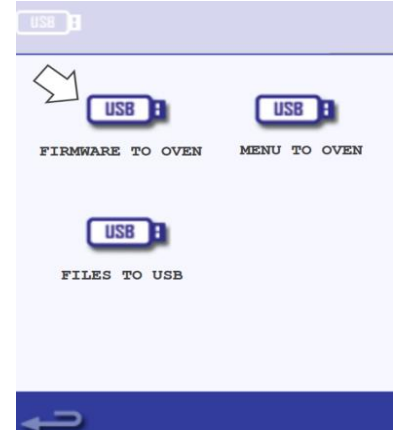 USB
USB USB
FIRMWARE TO OVEN MENU TO OVEN
USB
FILES TO USB